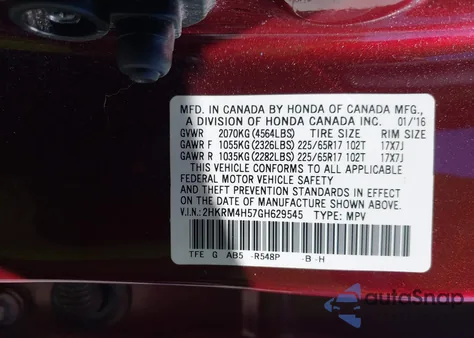 MFD. IN CANADA BY HONDA OF CANADA MFG.,
A DIVISION OF HONDA CANADA INC. 01/'16
GVWR 2070KG(4564LBS) TIRE SIZE RIM SIZE
GAWR F 1055KG(2326LBS) 225/65R17 102T 17X7J
GAWR R 1035KG(2282LBS) 225/65R17 102T 17X7J
THIS VEHICLE CONFORMS TO ALL APPLICABLE
FEDERAL MOTOR VEHICLE SAFETY
AND THEFT PREVENTION STANDARDS IN EFFECT
ON THE DATE OF MANUFACTURE SHOWN ABOVE.
V.I.N.: 2HKRM4H57GH629545 TYPE: MPV
TFE G AB5 -R548P -B -H
autoSnap